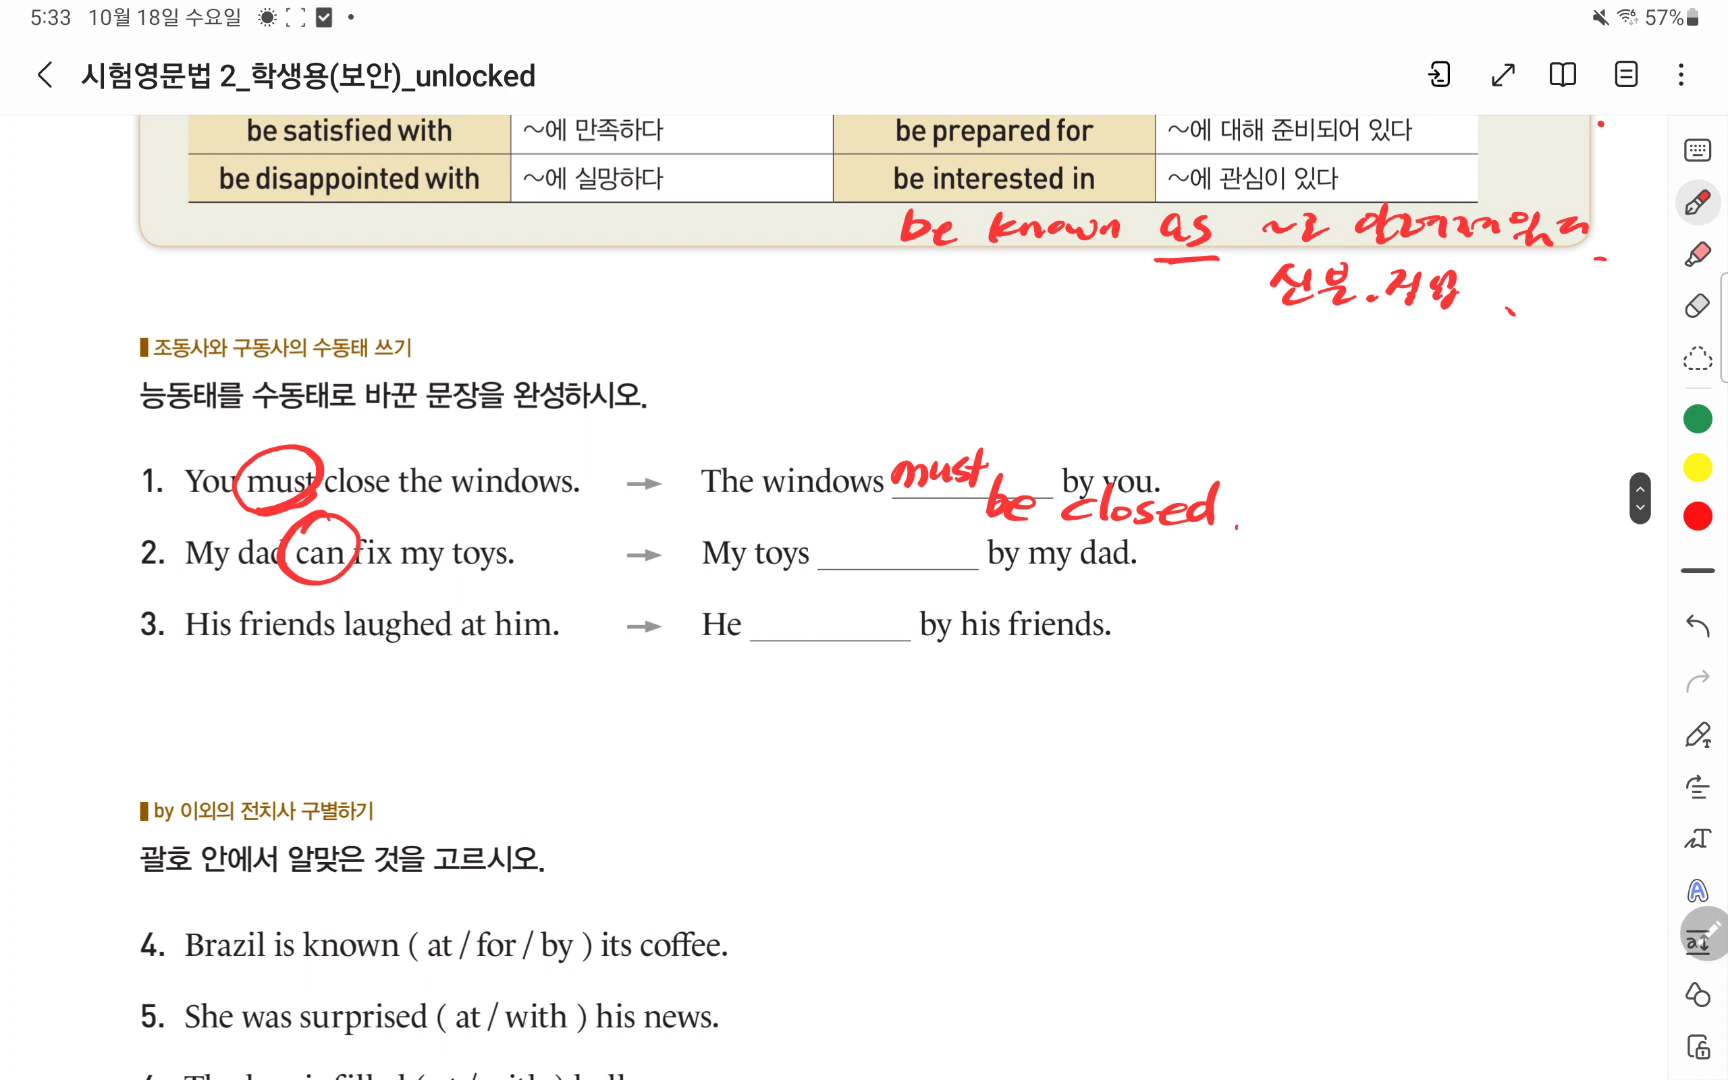 5:33 10월 18일 수요일 57%
시험영문법 2_학생용(보안)_unlocked
be satisfied with ~에 만족하다 be prepared for ~에 대해 준비되어 있다
be disappointed with ~에 실망하다 be interested in ~에 관심이 있다
be known as ~로 알려져있다
신분.직업
조동사와 구동사의 수동태 쓰기
능동태를 수동태로 바꾼 문장을 완성하시오.
1. You must close the windows. → The windows must be closed by you.
2. My dad can fix my toys. → My toys __________ by my dad.
3. His friends laughed at him. → He __________ by his friends.
by 이외의 전치사 구별하기
괄호 안에서 알맞은 것을 고르시오.
4. Brazil is known ( at / for / by ) its coffee.
5. She was surprised ( at / with ) his news.